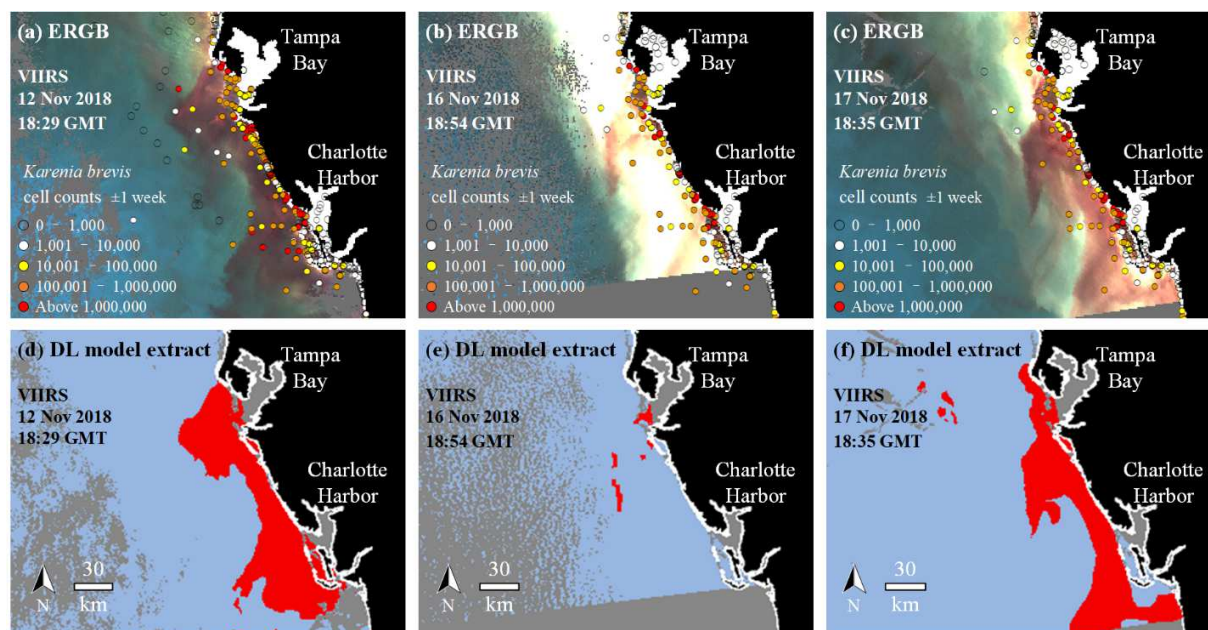 (a) ERGB
Tampa
Bay
VIIRS
12 Nov 2018
18:29 GMT
Charlotte
Harbor
Karenia brevis
cell counts ±1 week
0 – 1,000
1,001 – 10,000
10,001 – 100,000
100,001 – 1,000,000
Above 1,000,000
(b) ERGB
Tampa
Bay
VIIRS
16 Nov 2018
18:54 GMT
Charlotte
Harbor
Karenia brevis
cell counts ±1 week
0 – 1,000
1,001 – 10,000
10,001 – 100,000
100,001 – 1,000,000
Above 1,000,000
(c) ERGB
Tampa
Bay
VIIRS
17 Nov 2018
18:35 GMT
Charlotte
Harbor
Karenia brevis
cell counts ±1 week
0 – 1,000
1,001 – 10,000
10,001 – 100,000
100,001 – 1,000,000
Above 1,000,000
(d) DL model extract
Tampa
Bay
VIIRS
12 Nov 2018
18:29 GMT
Charlotte
Harbor
30
N
km
(e) DL model extract
Tampa
Bay
VIIRS
16 Nov 2018
18:54 GMT
Charlotte
Harbor
30
N
km
(f) DL model extract
Tampa
Bay
VIIRS
17 Nov 2018
18:35 GMT
Charlotte
Harbor
30
N
km